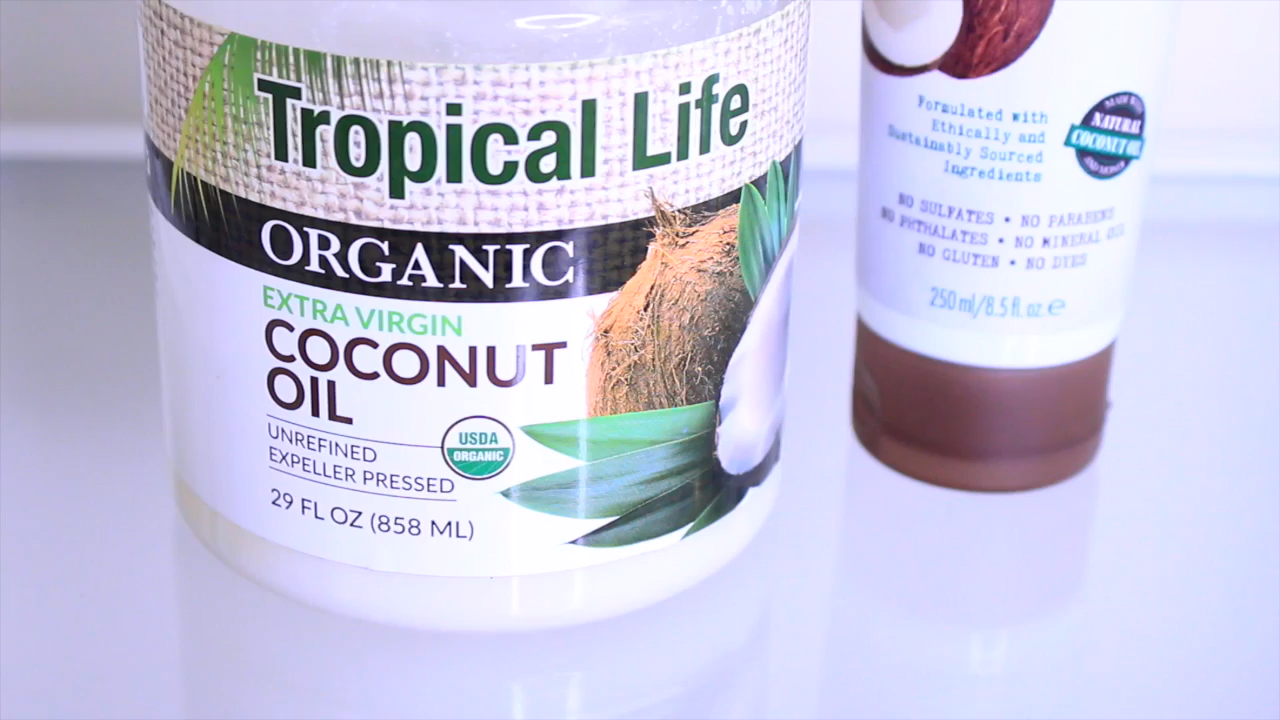 Tropical Life
ORGANIC
EXTRA VIRGIN
COCONUT
OIL
UNREFINED
EXPELLER PRESSED
USDA
ORGANIC
29 FL OZ (858 ML)
Formulated with
Ethically and
Sustainably Sourced
Ingredients
MADE WITH
NATURAL
COCONUT OIL
NO SULFATES • NO PARABENS
NO PHTHALATES • NO MINERAL OIL
NO GLUTEN • NO DYES
250 ml/8.5 fl. oz. e